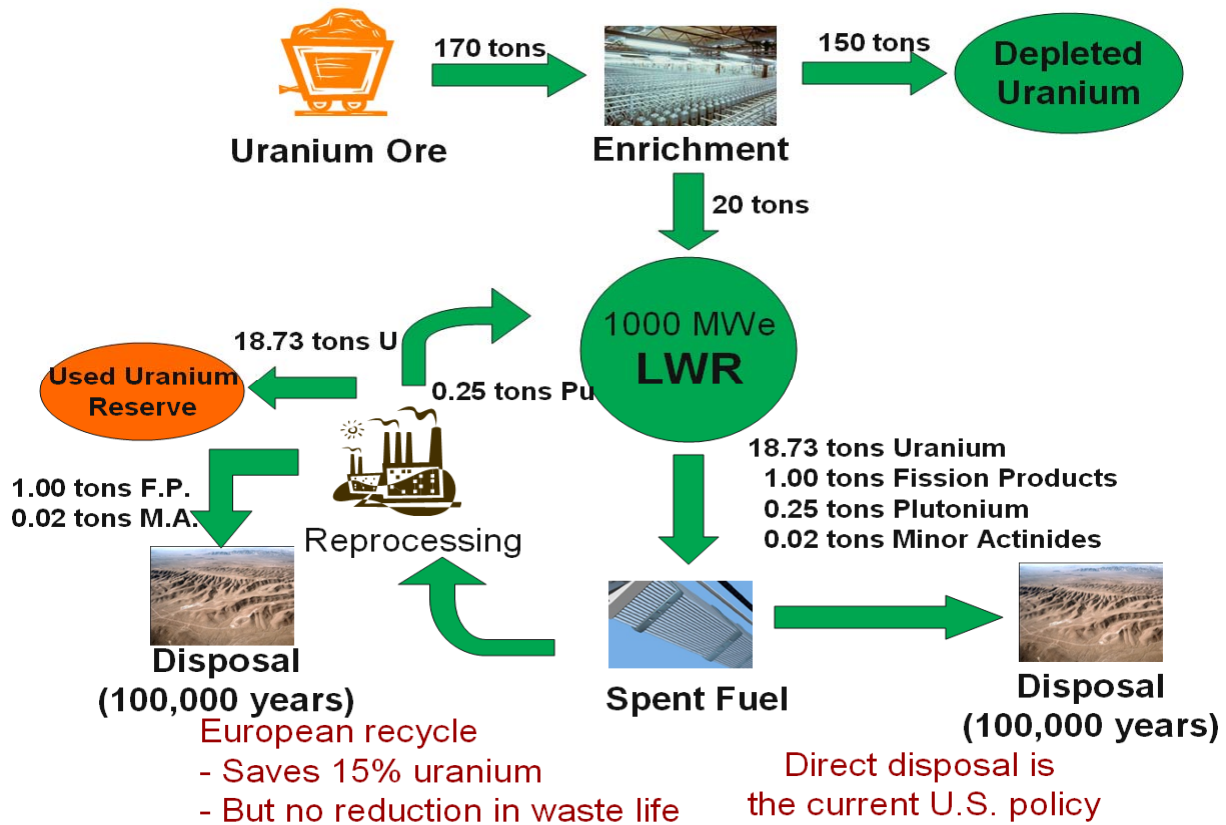 170 tons
150 tons
Depleted
Uranium
Uranium Ore
Enrichment
20 tons
1000 MWe
LWR
18.73 tons U
Used Uranium
Reserve
0.25 tons Pu
1.00 tons F.P.
0.02 tons M.A.
Reprocessing
18.73 tons Uranium
1.00 tons Fission Products
0.25 tons Plutonium
0.02 tons Minor Actinides
Disposal
(100,000 years)
Spent Fuel
Disposal
(100,000 years)
European recycle
- Saves 15% uranium
- But no reduction in waste life
Direct disposal is
the current U.S. policy